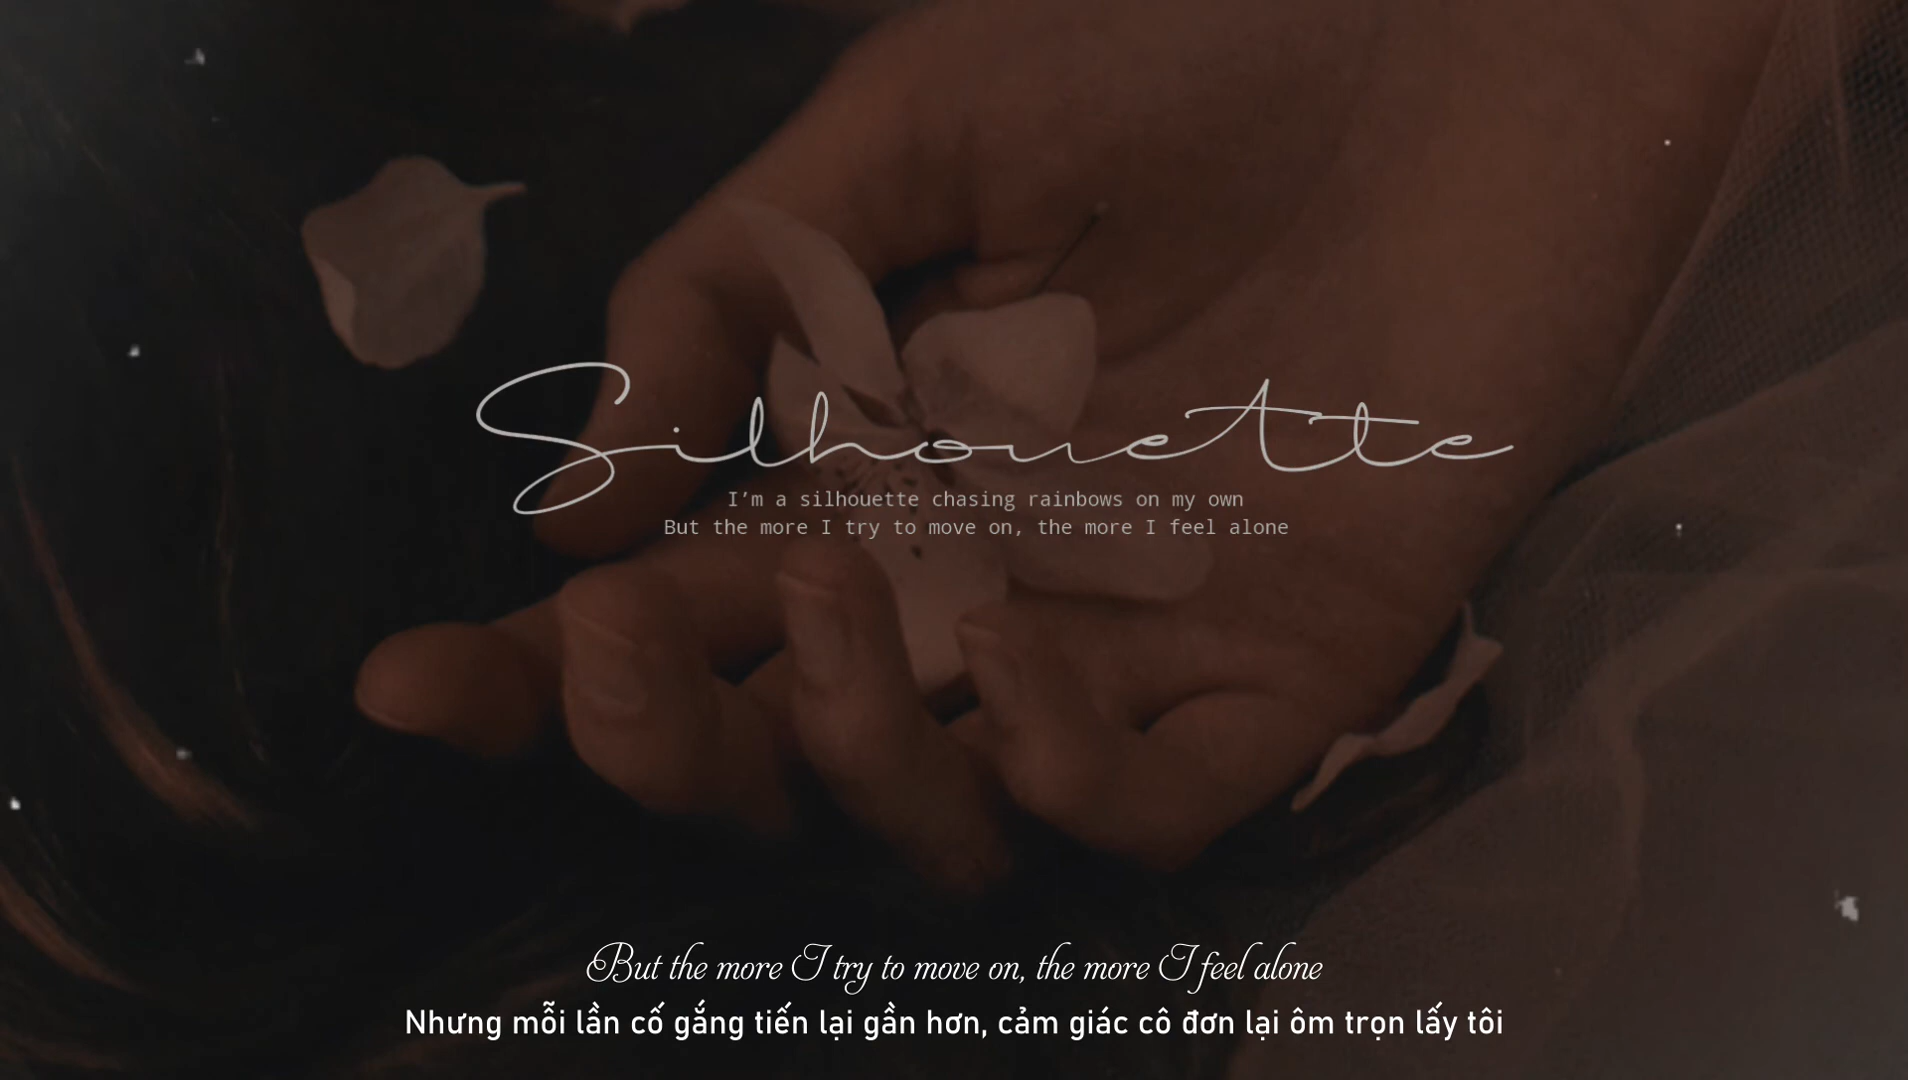 Silhouette
I’m a silhouette chasing rainbows on my own
But the more I try to move on, the more I feel alone
But the more I try to move on, the more I feel alone
Nhưng mỗi lần cố gắng tiến lại gần hơn, cảm giác cô đơn lại ôm trọn lấy tôi